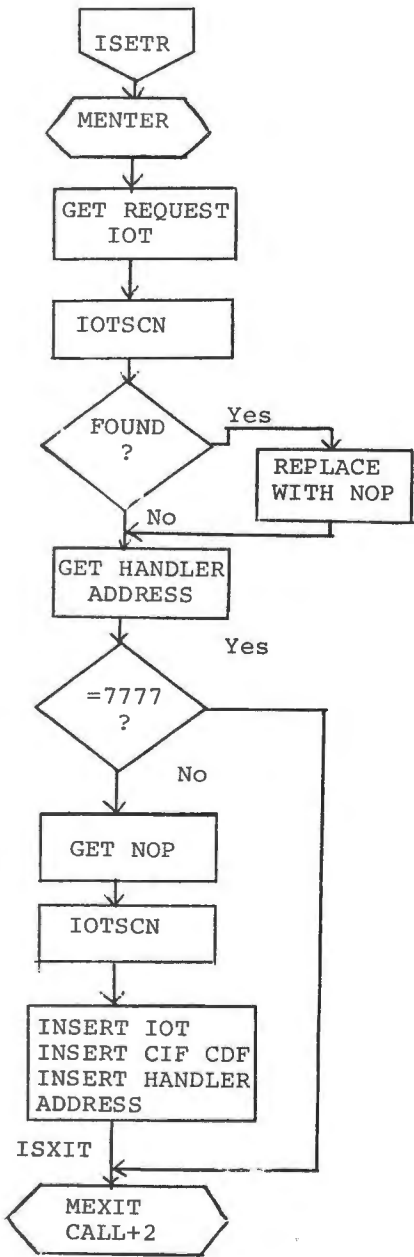 ISETR
MENTER
GET REQUEST
IOT
IOTSCN
FOUND
?
Yes
REPLACE
WITH NOP
No
GET HANDLER
ADDRESS
Yes
=7777
?
No
GET NOP
IOTSCN
INSERT IOT
INSERT CIF CDF
INSERT HANDLER
ADDRESS
ISXIT
MEXIT
CALL+2